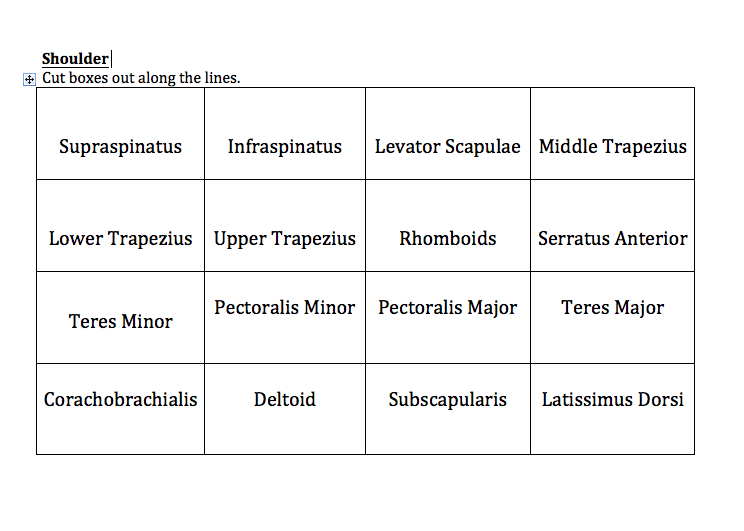 Shoulder
Cut boxes out along the lines.
Supraspinatus Infraspinatus Levator Scapulae Middle Trapezius
Lower Trapezius Upper Trapezius Rhomboids Serratus Anterior
Teres Minor Pectoralis Minor Pectoralis Major Teres Major
Corachobrachialis Deltoid Subscapularis Latissimus Dorsi